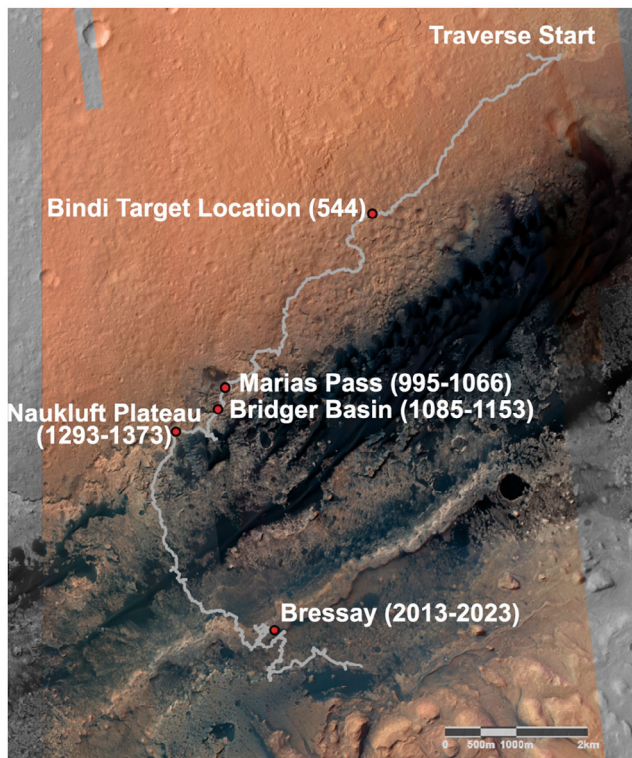 Traverse Start
Bindi Target Location (544)
Marias Pass (995-1066)
Naukluft Plateau
(1293-1373)
Bridger Basin (1085-1153)
Bressay (2013-2023)
0 500m 1000m 2km